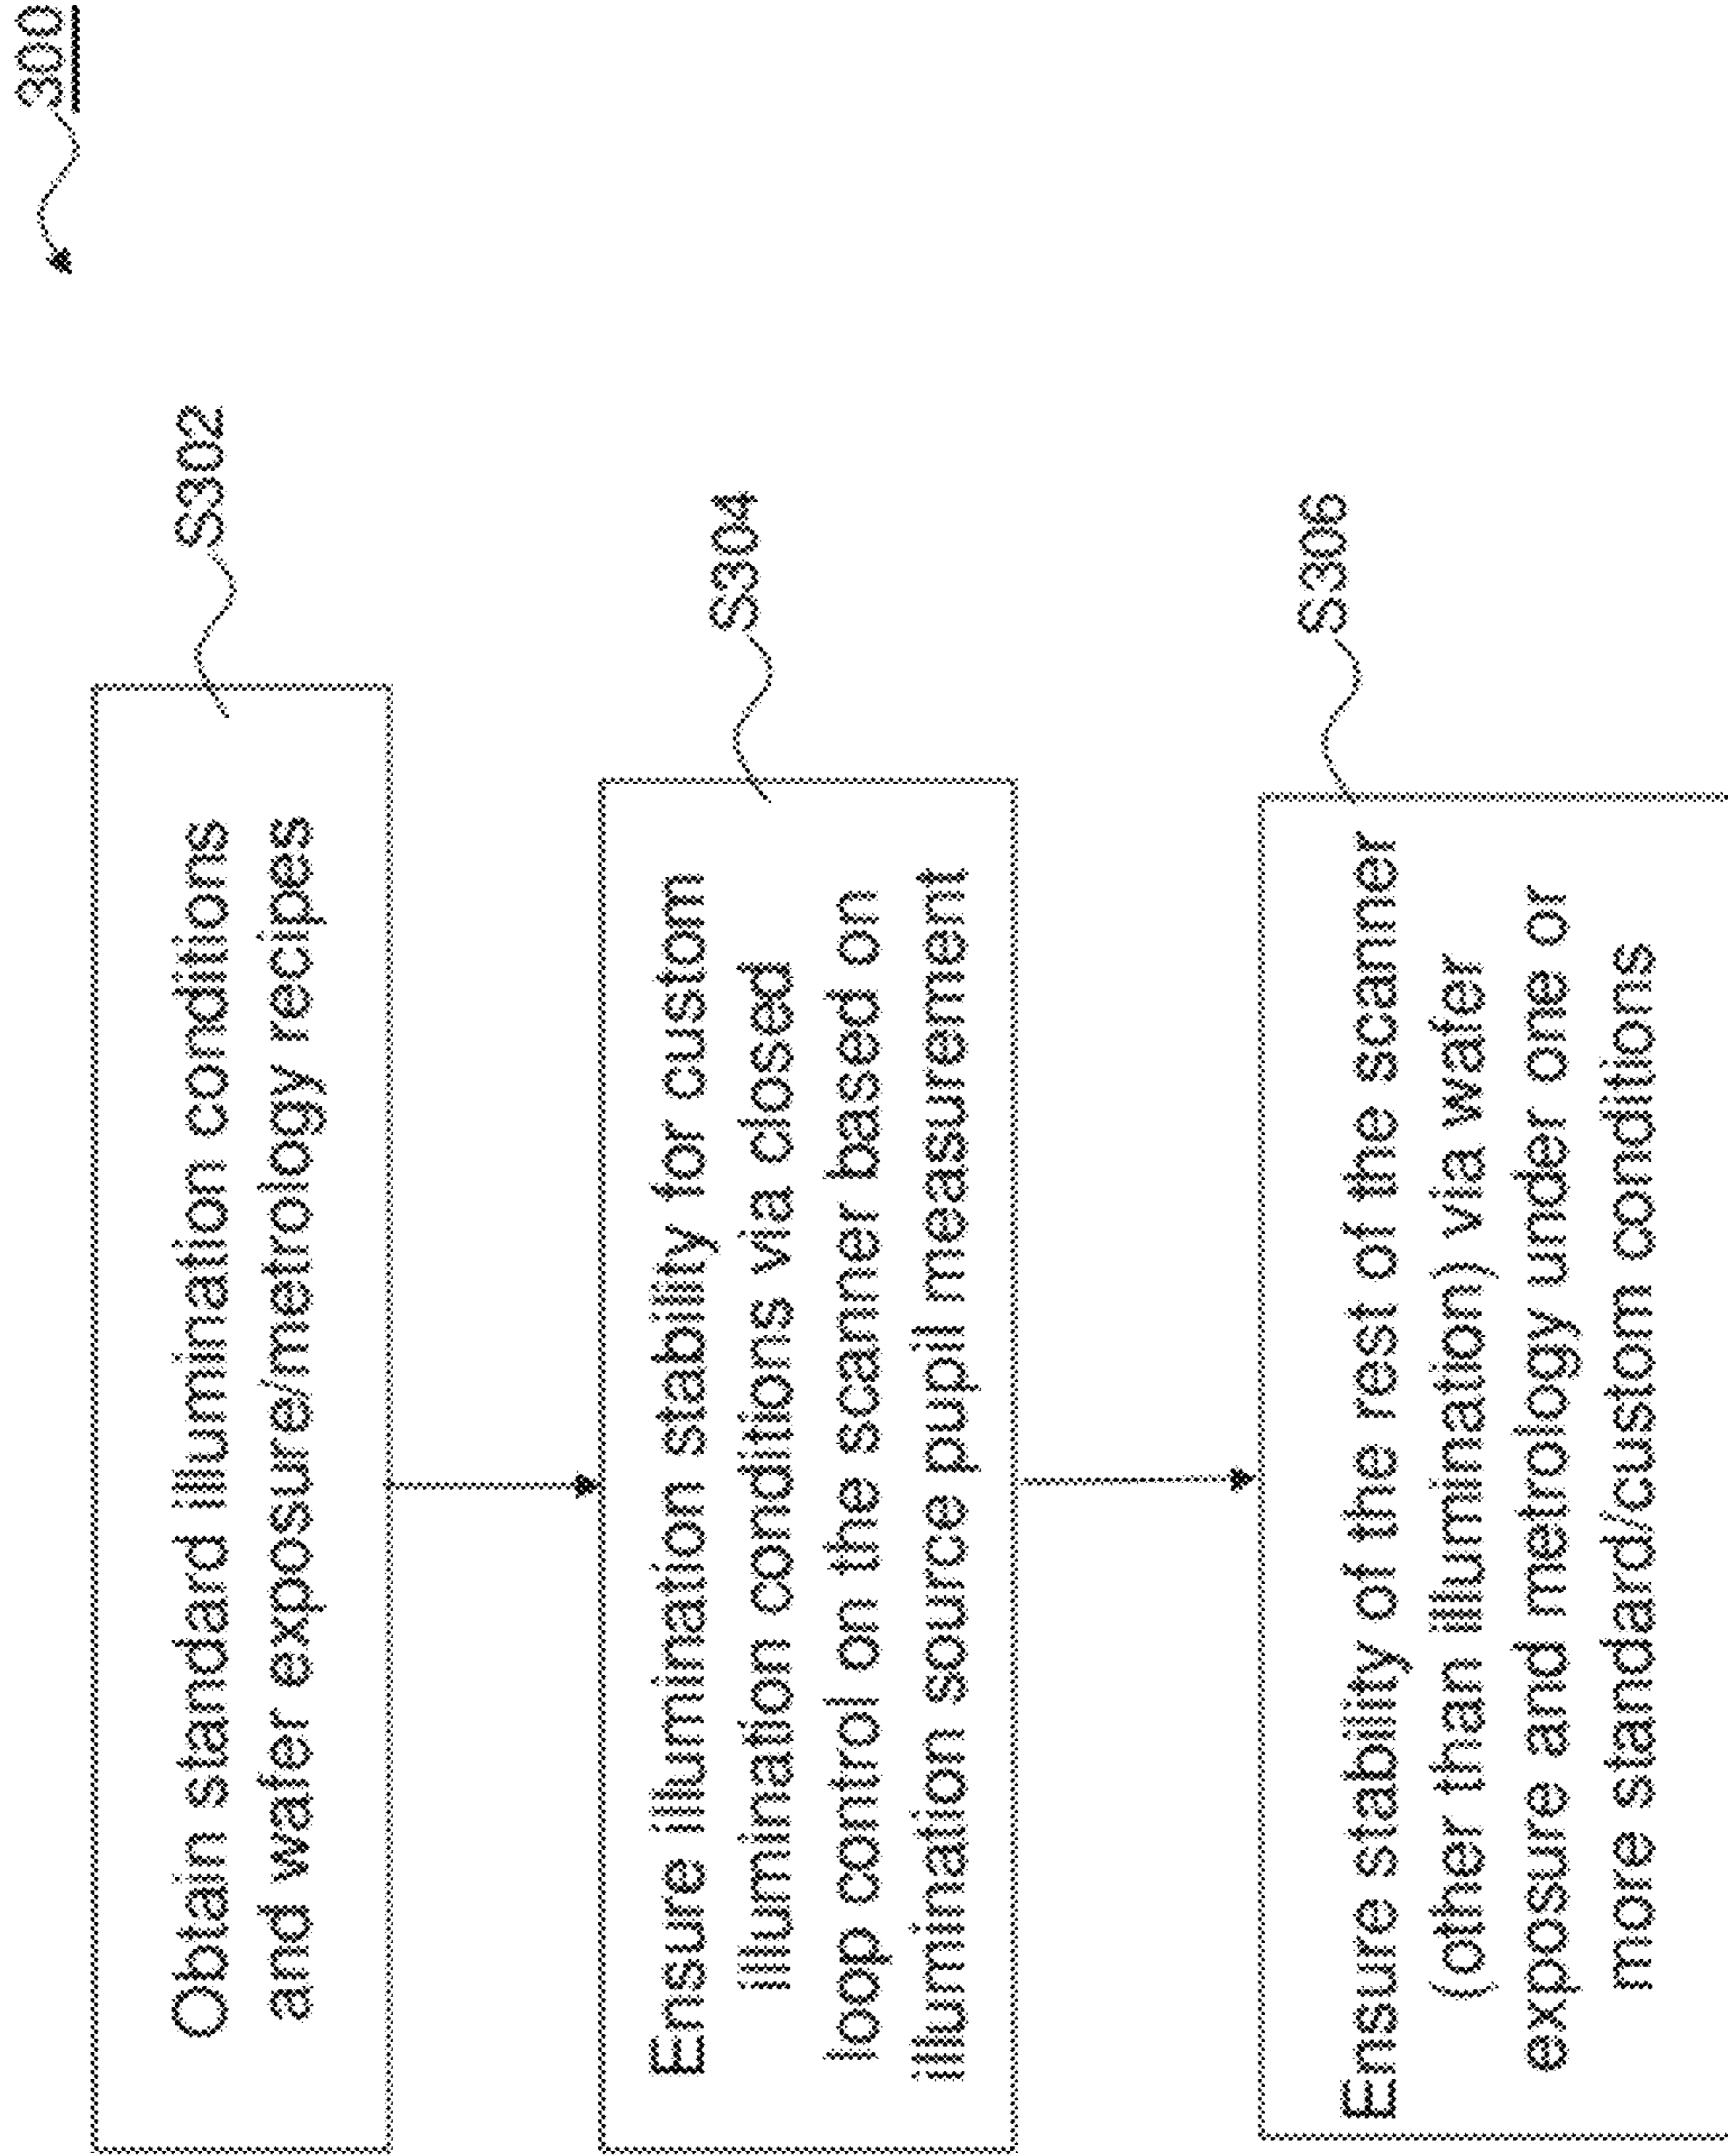 300
S302
Obtain standard illumination conditions
and wafer exposure/metrology recipes
S304
Ensure illumination stability for custom
illumination conditions via closed
loop control on the scanner based on
illumination source pupil measurement
S306
Ensure stability of the rest of the scanner
(other than illumination) via wafer
exposure and metrology under one or
more standard/custom conditions